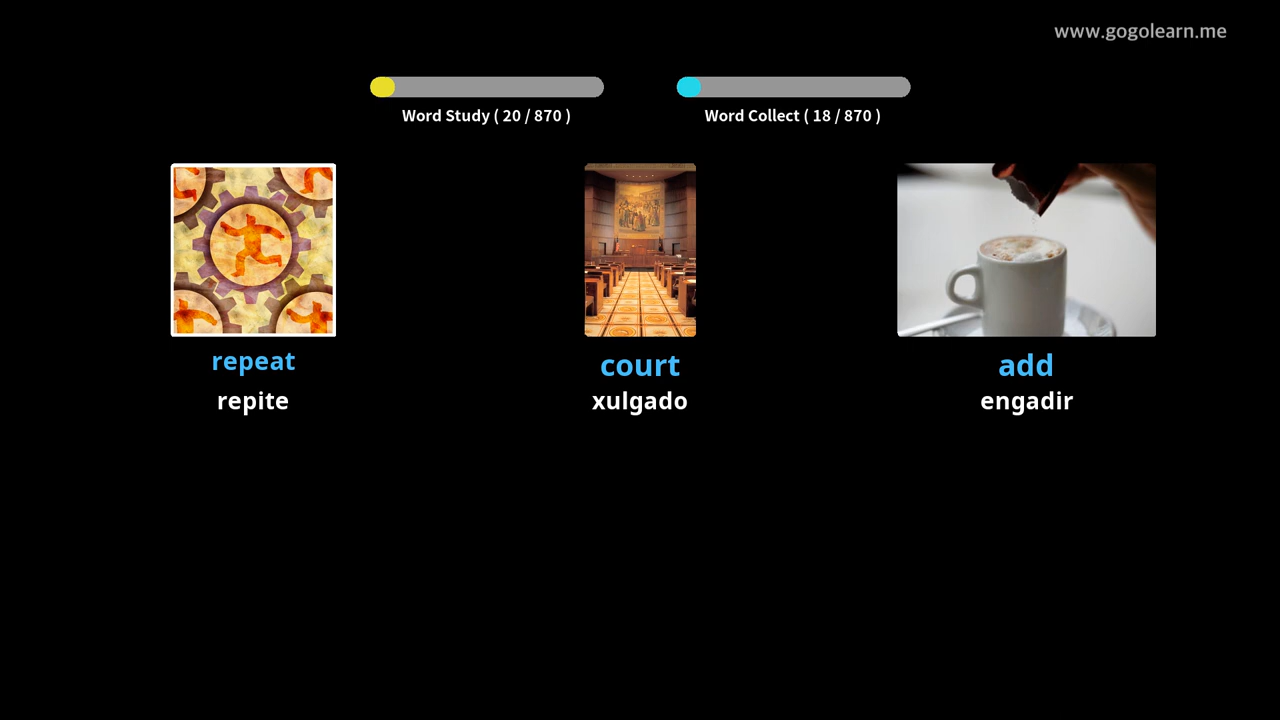 www.gogolearn.me
Word Study ( 20 / 870 )
Word Collect ( 18 / 870 )
repeat
repite
court
xulgado
add
engadir